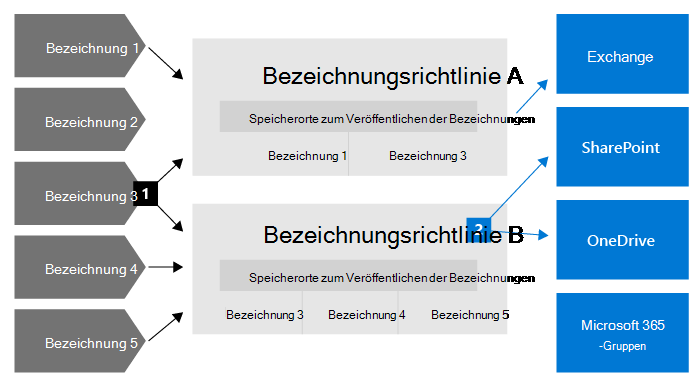 Bezeichnung 1
Bezeichnung 2
Bezeichnung 3
1
Bezeichnung 4
Bezeichnung 5
Bezeichnungsrichtlinie A
Speicherorte zum Veröffentlichen der Bezeichnungen
Bezeichnung 1 Bezeichnung 3
2
Bezeichnungsrichtlinie B
Speicherorte zum Veröffentlichen der Bezeichnungen
Bezeichnung 3 Bezeichnung 4 Bezeichnung 5
Exchange
SharePoint
OneDrive
Microsoft 365
-Gruppen